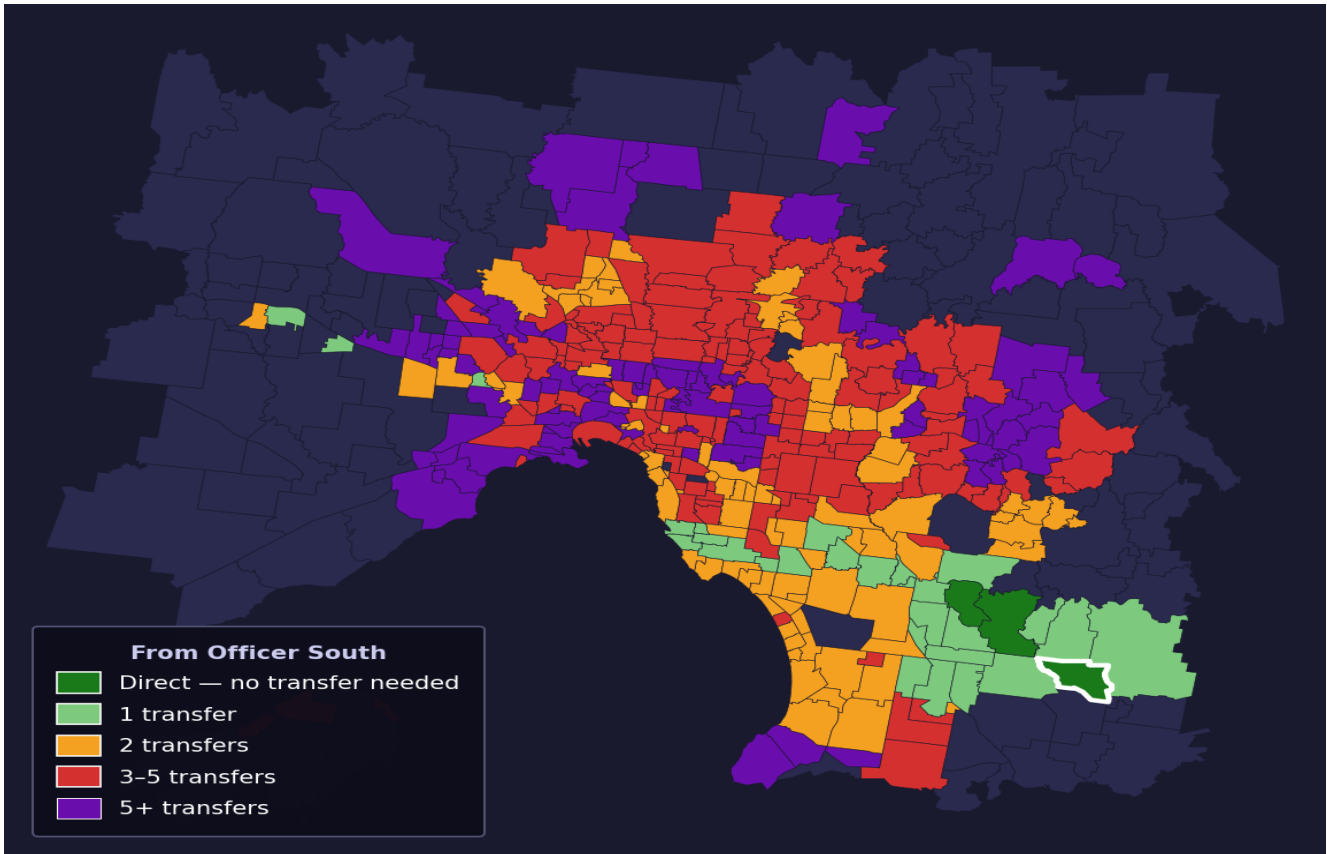 From Officer South
Direct — no transfer needed
1 transfer
2 transfers
3–5 transfers
5+ transfers